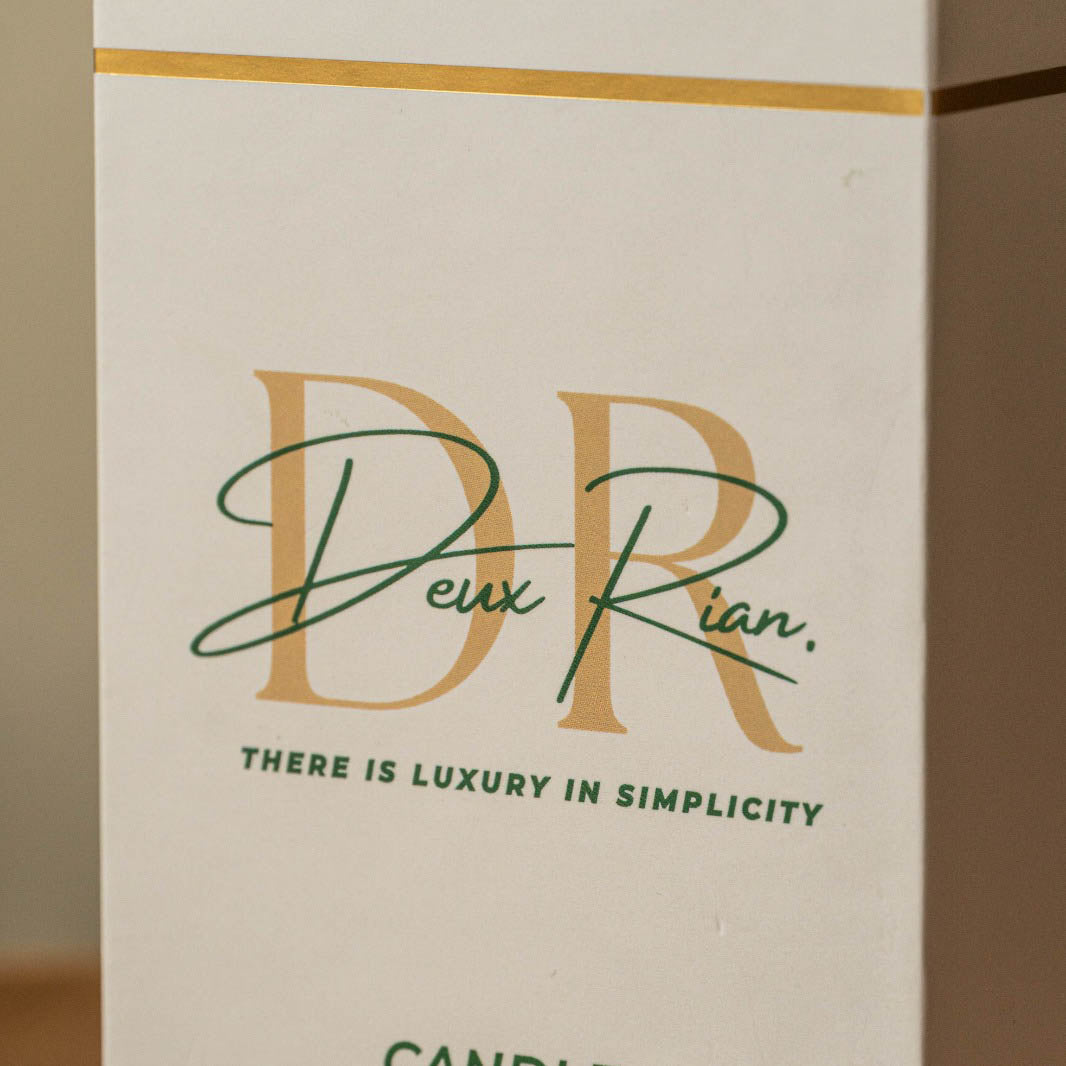 DR
Deux Rian.
THERE IS LUXURY IN SIMPLICITY